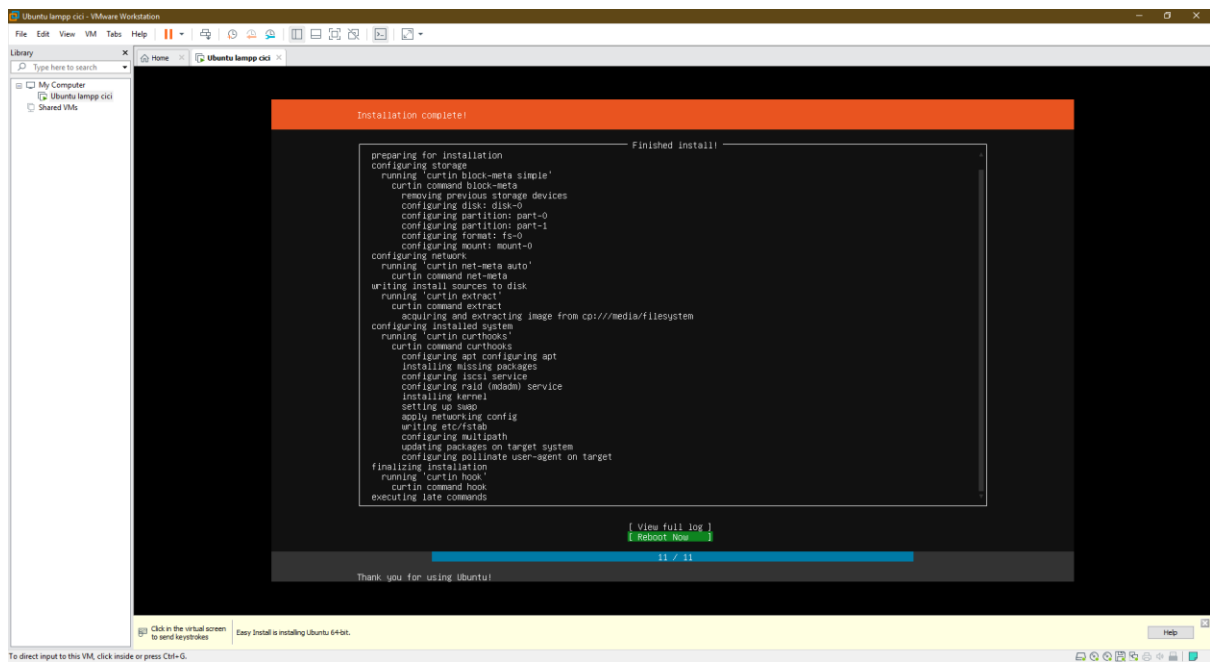 Ubuntu lampp cici - VMware Workstation
File Edit View VM Tabs Help
Library
Type here to search
My Computer
Ubuntu lampp cici
Shared VMs
Home
Ubuntu lampp cici
Installation complete!
Finished install!
preparing for installation
configuring storage
running 'curtin block-meta simple'
curtin command block-meta
removing previous storage devices
configuring disk: disk-0
configuring partition: part-0
configuring partition: part-1
configuring format: fs-0
configuring mount: mount-0
configuring network
running 'curtin net-meta auto'
curtin command net-meta
writing install sources to disk
running 'curtin extract'
curtin command extract
acquiring and extracting image from cp:///media/filesystem
configuring installed system
running 'curtin curthooks'
curtin command curthooks
configuring apt configuring apt
installing missing packages
configuring iscsi service
configuring raid (mdadm) service
installing kernel
setting up swap
apply networking config
writing etc/fstab
configuring multipath
updating packages on target system
configuring pollinate user-agent on target
finalizing installation
running 'curtin hook'
curtin command hook
executing late commands
[ View full log ]
[ Reboot Now ]
11 / 11
Thank you for using Ubuntu!
Click in the virtual screen
to send keystrokes
Easy Install is installing Ubuntu 64-bit.
Help
To direct input to this VM, click inside or press Ctrl+G.